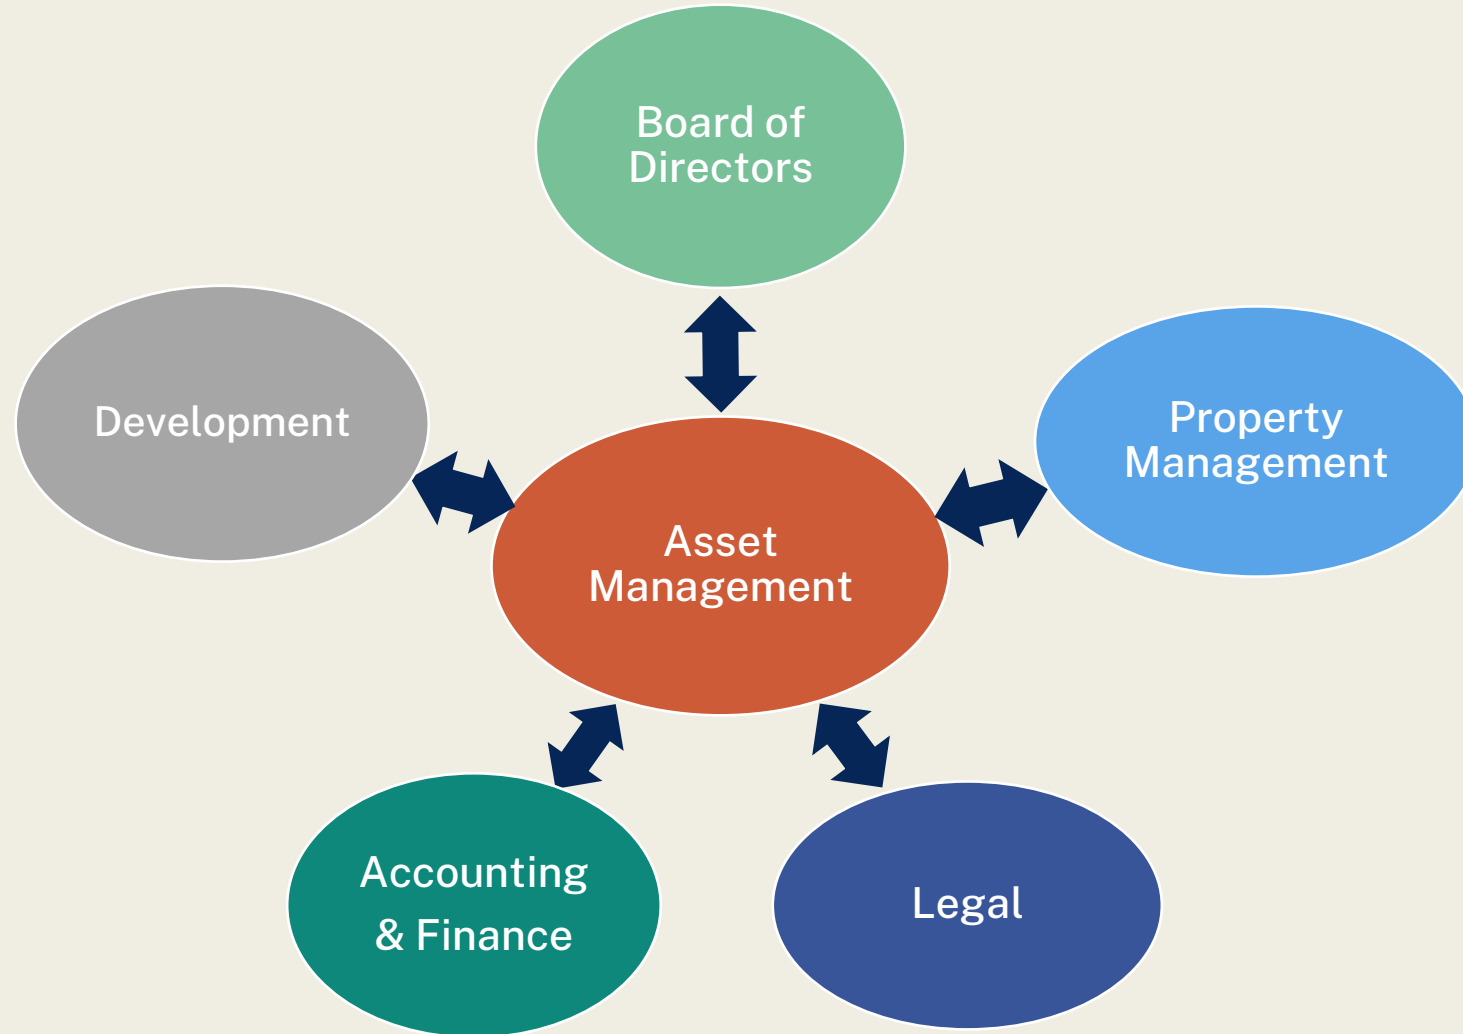 Board of
Directors
Development
Property
Management
Asset
Management
Accounting
& Finance
Legal